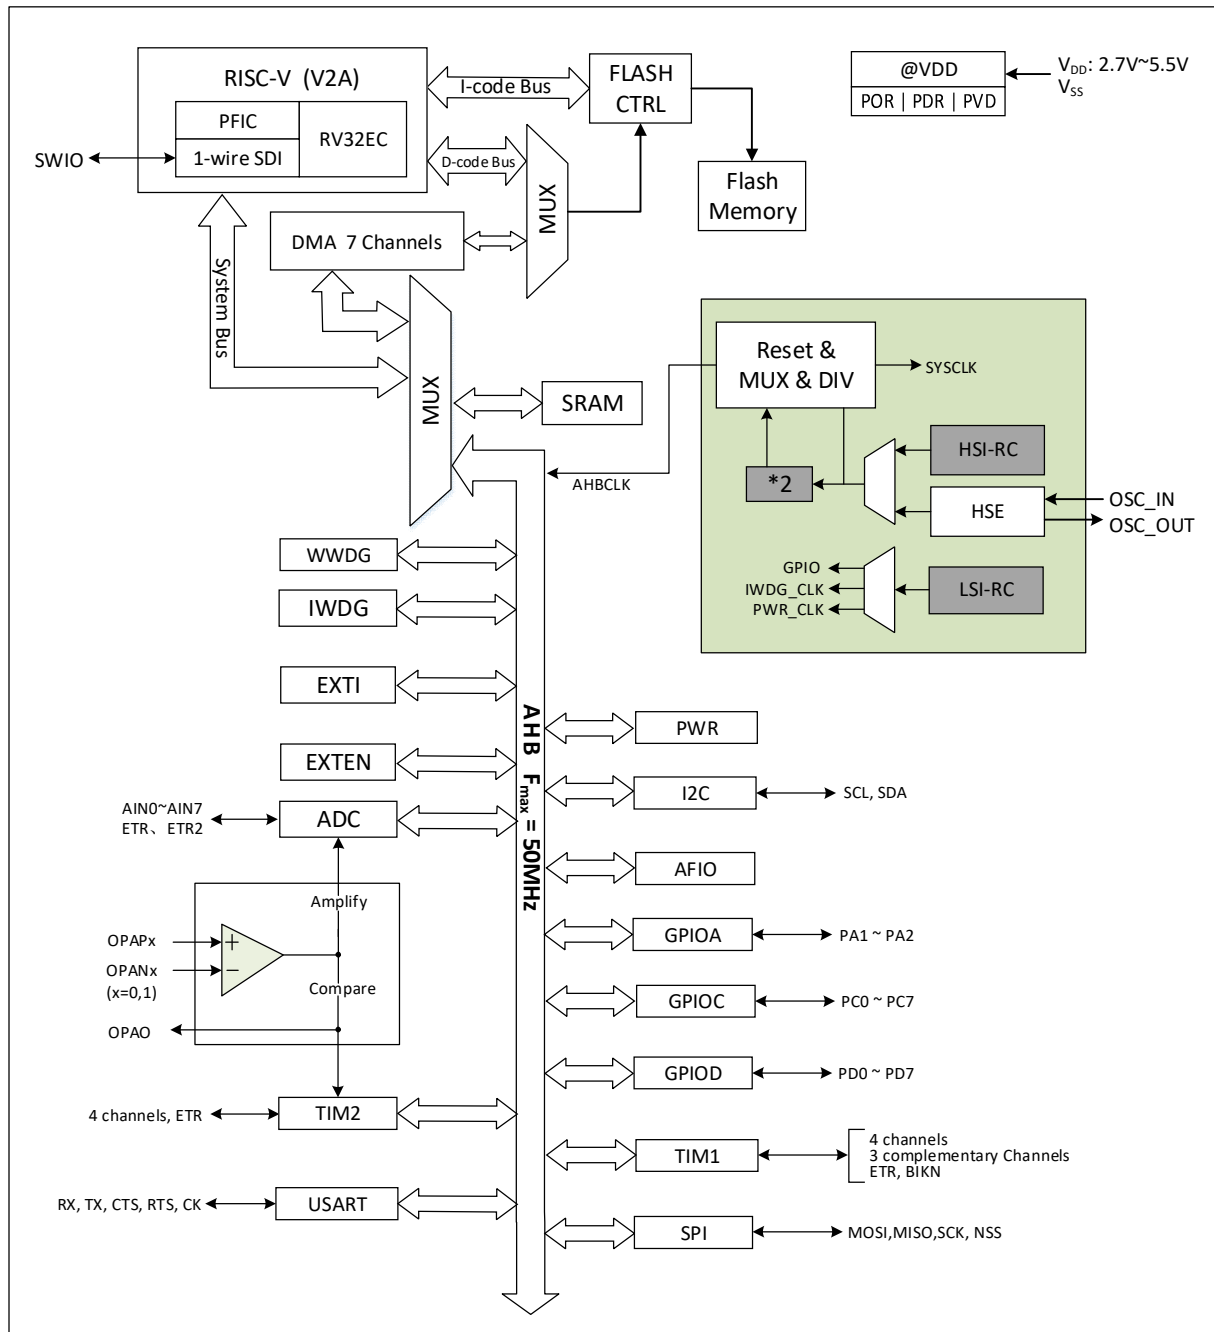 RISC-V (V2A)
PFIC
1-wire SDI
RV32EC
SWIO
I-code Bus
D-code Bus
FLASH
CTRL
Flash
Memory
@VDD
POR | PDR | PVD
VDD: 2.7V~5.5V
VSS
MUX
DMA 7 Channels
System Bus
MUX
SRAM
Reset &
MUX & DIV
SYSCLK
AHBCLK
*2
HSI-RC
HSE
OSC_IN
OSC_OUT
GPIO
IWDG_CLK
PWR_CLK
LSI-RC
WWDG
IWDG
EXTI
EXTEN
AIN0~AIN7
ETR、ETR2
ADC
Amplify
OPAPx
OPANx
(x=0,1)
+
−
Compare
OPAO
4 channels, ETR
TIM2
RX, TX, CTS, RTS, CK
USART
AHB Fmax = 50MHz
PWR
I2C
SCL, SDA
AFIO
GPIOA
PA1 ~ PA2
GPIOC
PC0 ~ PC7
GPIOD
PD0 ~ PD7
TIM1
4 channels
3 complementary Channels
ETR, BIKN
SPI
MOSI,MISO,SCK, NSS